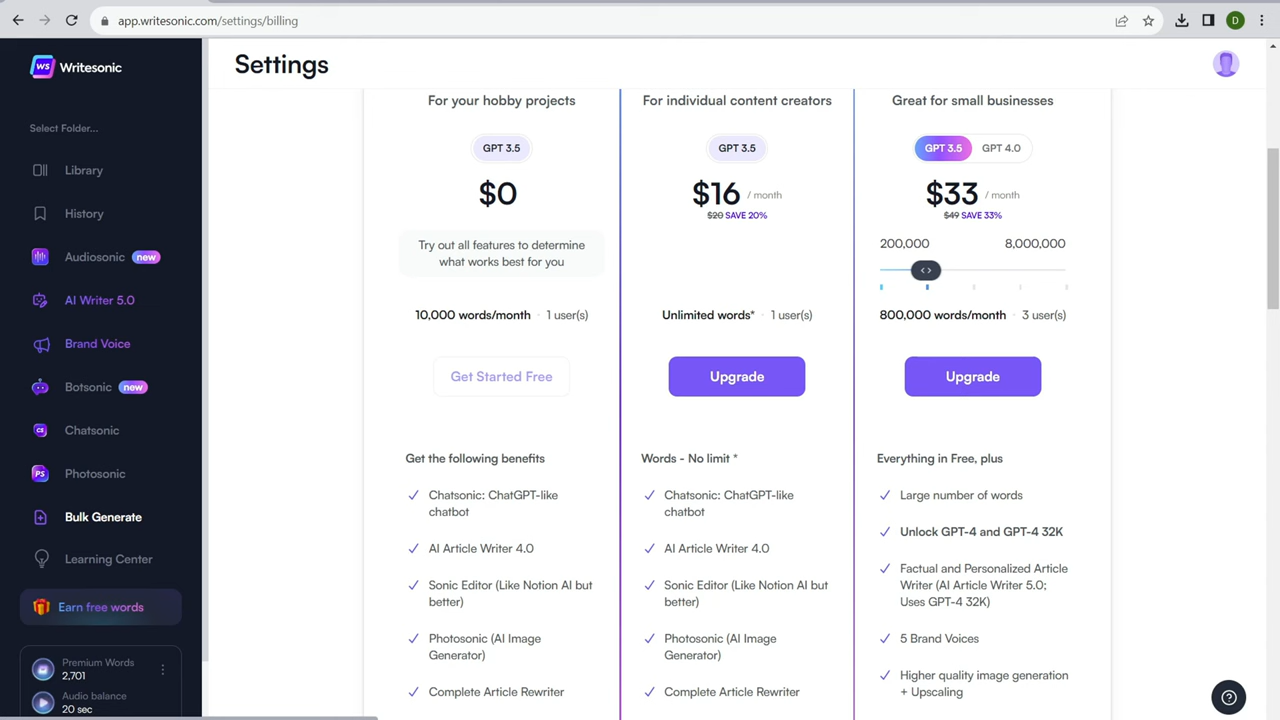 app.writesonic.com/settings/billing
D
WS Writesonic
Settings
Select Folder...
Library
History
Audiosonic new
AI Writer 5.0
Brand Voice
Botsonic new
CS Chatsonic
PS Photosonic
Bulk Generate
Learning Center
Earn free words
Premium Words
2,701
Audio balance
20 sec
For your hobby projects
GPT 3.5
$0
Try out all features to determine
what works best for you
10,000 words/month · 1 user(s)
Get Started Free
Get the following benefits
Chatsonic: ChatGPT-like
chatbot
AI Article Writer 4.0
Sonic Editor (Like Notion AI but
better)
Photosonic (AI Image
Generator)
Complete Article Rewriter
For individual content creators
GPT 3.5
$16 / month
$20 SAVE 20%
Unlimited words* · 1 user(s)
Upgrade
Words - No limit *
Chatsonic: ChatGPT-like
chatbot
AI Article Writer 4.0
Sonic Editor (Like Notion AI but
better)
Photosonic (AI Image
Generator)
Complete Article Rewriter
Great for small businesses
GPT 3.5 GPT 4.0
$33 / month
$49 SAVE 33%
200,000 8,000,000
800,000 words/month · 3 user(s)
Upgrade
Everything in Free, plus
Large number of words
Unlock GPT-4 and GPT-4 32K
Factual and Personalized Article
Writer (AI Article Writer 5.0;
Uses GPT-4 32K)
5 Brand Voices
Higher quality image generation
+ Upscaling